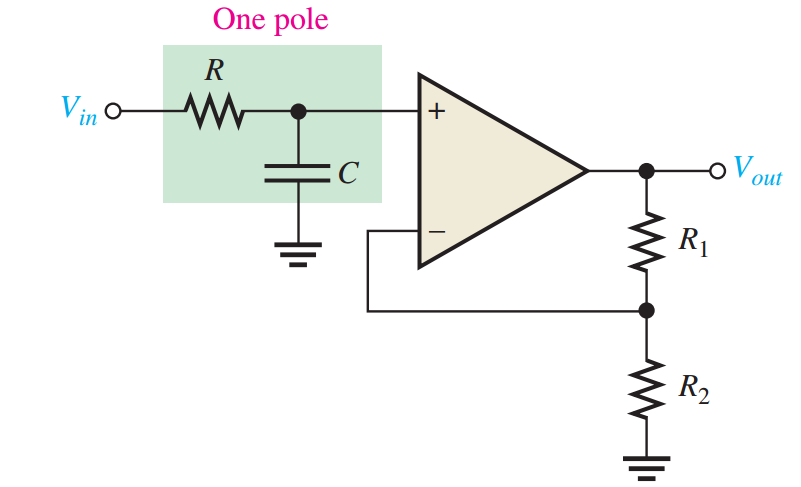 One pole
R
V_in
+
C
V_out
−
R_1
R_2